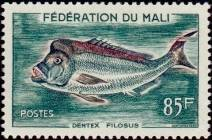 FÉDÉRATION DU MALI
85F
POSTES
DENTEX FILOSUS